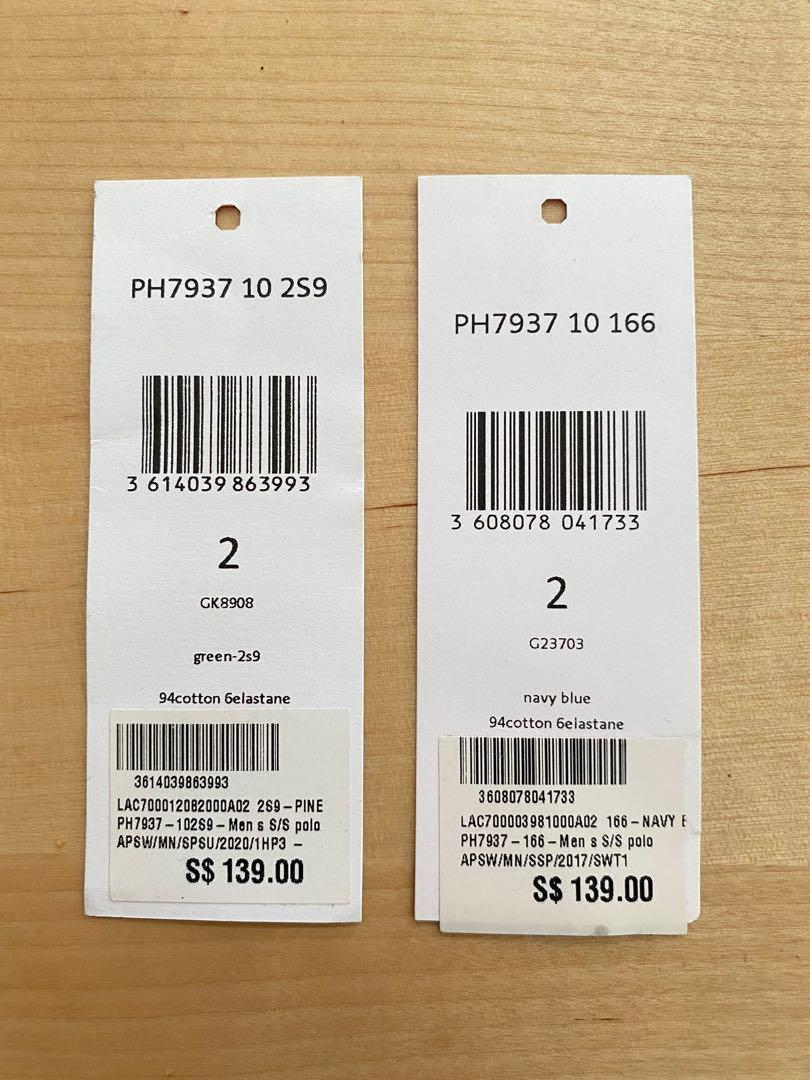 PH7937 10 2S9
3 614039 863993
2
GK8908
green-2s9
94cotton 6elastane
3614039863993
LAC700012082000A02 2S9-PINE
PH7937-102S9-Men s S/S polo
APSW/MN/SPSU/2020/1HP3 -
S$ 139.00
PH7937 10 166
3 608078 041733
2
G23703
navy blue
94cotton 6elastane
3608078041733
LAC700003981000A02 166-NAVY
PH7937-166-Men s S/S polo
APSW/MN/SSP/2017/SWT1
S$ 139.00